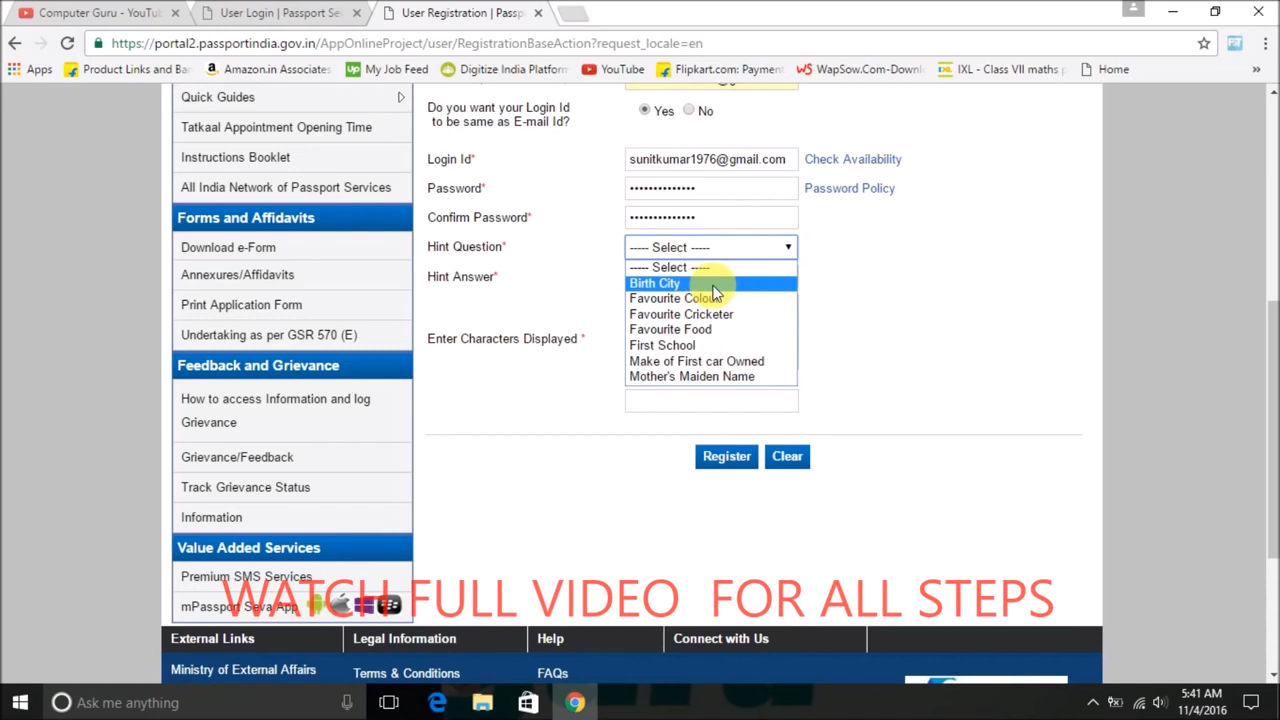 Computer Guru - YouTu
User Login | Passport Se
User Registration | Pass
https://portal2.passportindia.gov.in/AppOnlineProject/user/RegistrationBaseAction?request_locale=en
Apps
Product Links and Ba
Amazon.in Associates
My Job Feed
Digitize India Platfor
YouTube
Flipkart.com: Payment
WapSow.Com-Downl
IXL - Class VII maths p
Home
»
Quick Guides
Tatkaal Appointment Opening Time
Instructions Booklet
All India Network of Passport Services
Forms and Affidavits
Download e-Form
Annexures/Affidavits
Print Application Form
Undertaking as per GSR 570 (E)
Feedback and Grievance
How to access Information and log
Grievance
Grievance/Feedback
Track Grievance Status
Information
Value Added Services
Premium SMS Services
mPassport Seva App
Do you want your Login Id
to be same as E-mail Id?
Yes No
Login Id*
sunitkumar1976@gmail.com
Check Availability
Password*
Password Policy
Confirm Password*
Hint Question*
----- Select -----
----- Select -----
Birth City
Favourite Colour
Favourite Cricketer
Favourite Food
First School
Make of First car Owned
Mother's Maiden Name
Hint Answer*
Enter Characters Displayed *
Register
Clear
WATCH FULL VIDEO FOR ALL STEPS
External Links
Legal Information
Help
Connect with Us
Ministry of External Affairs
Terms & Conditions
FAQs
Ask me anything
5:41 AM
11/4/2016